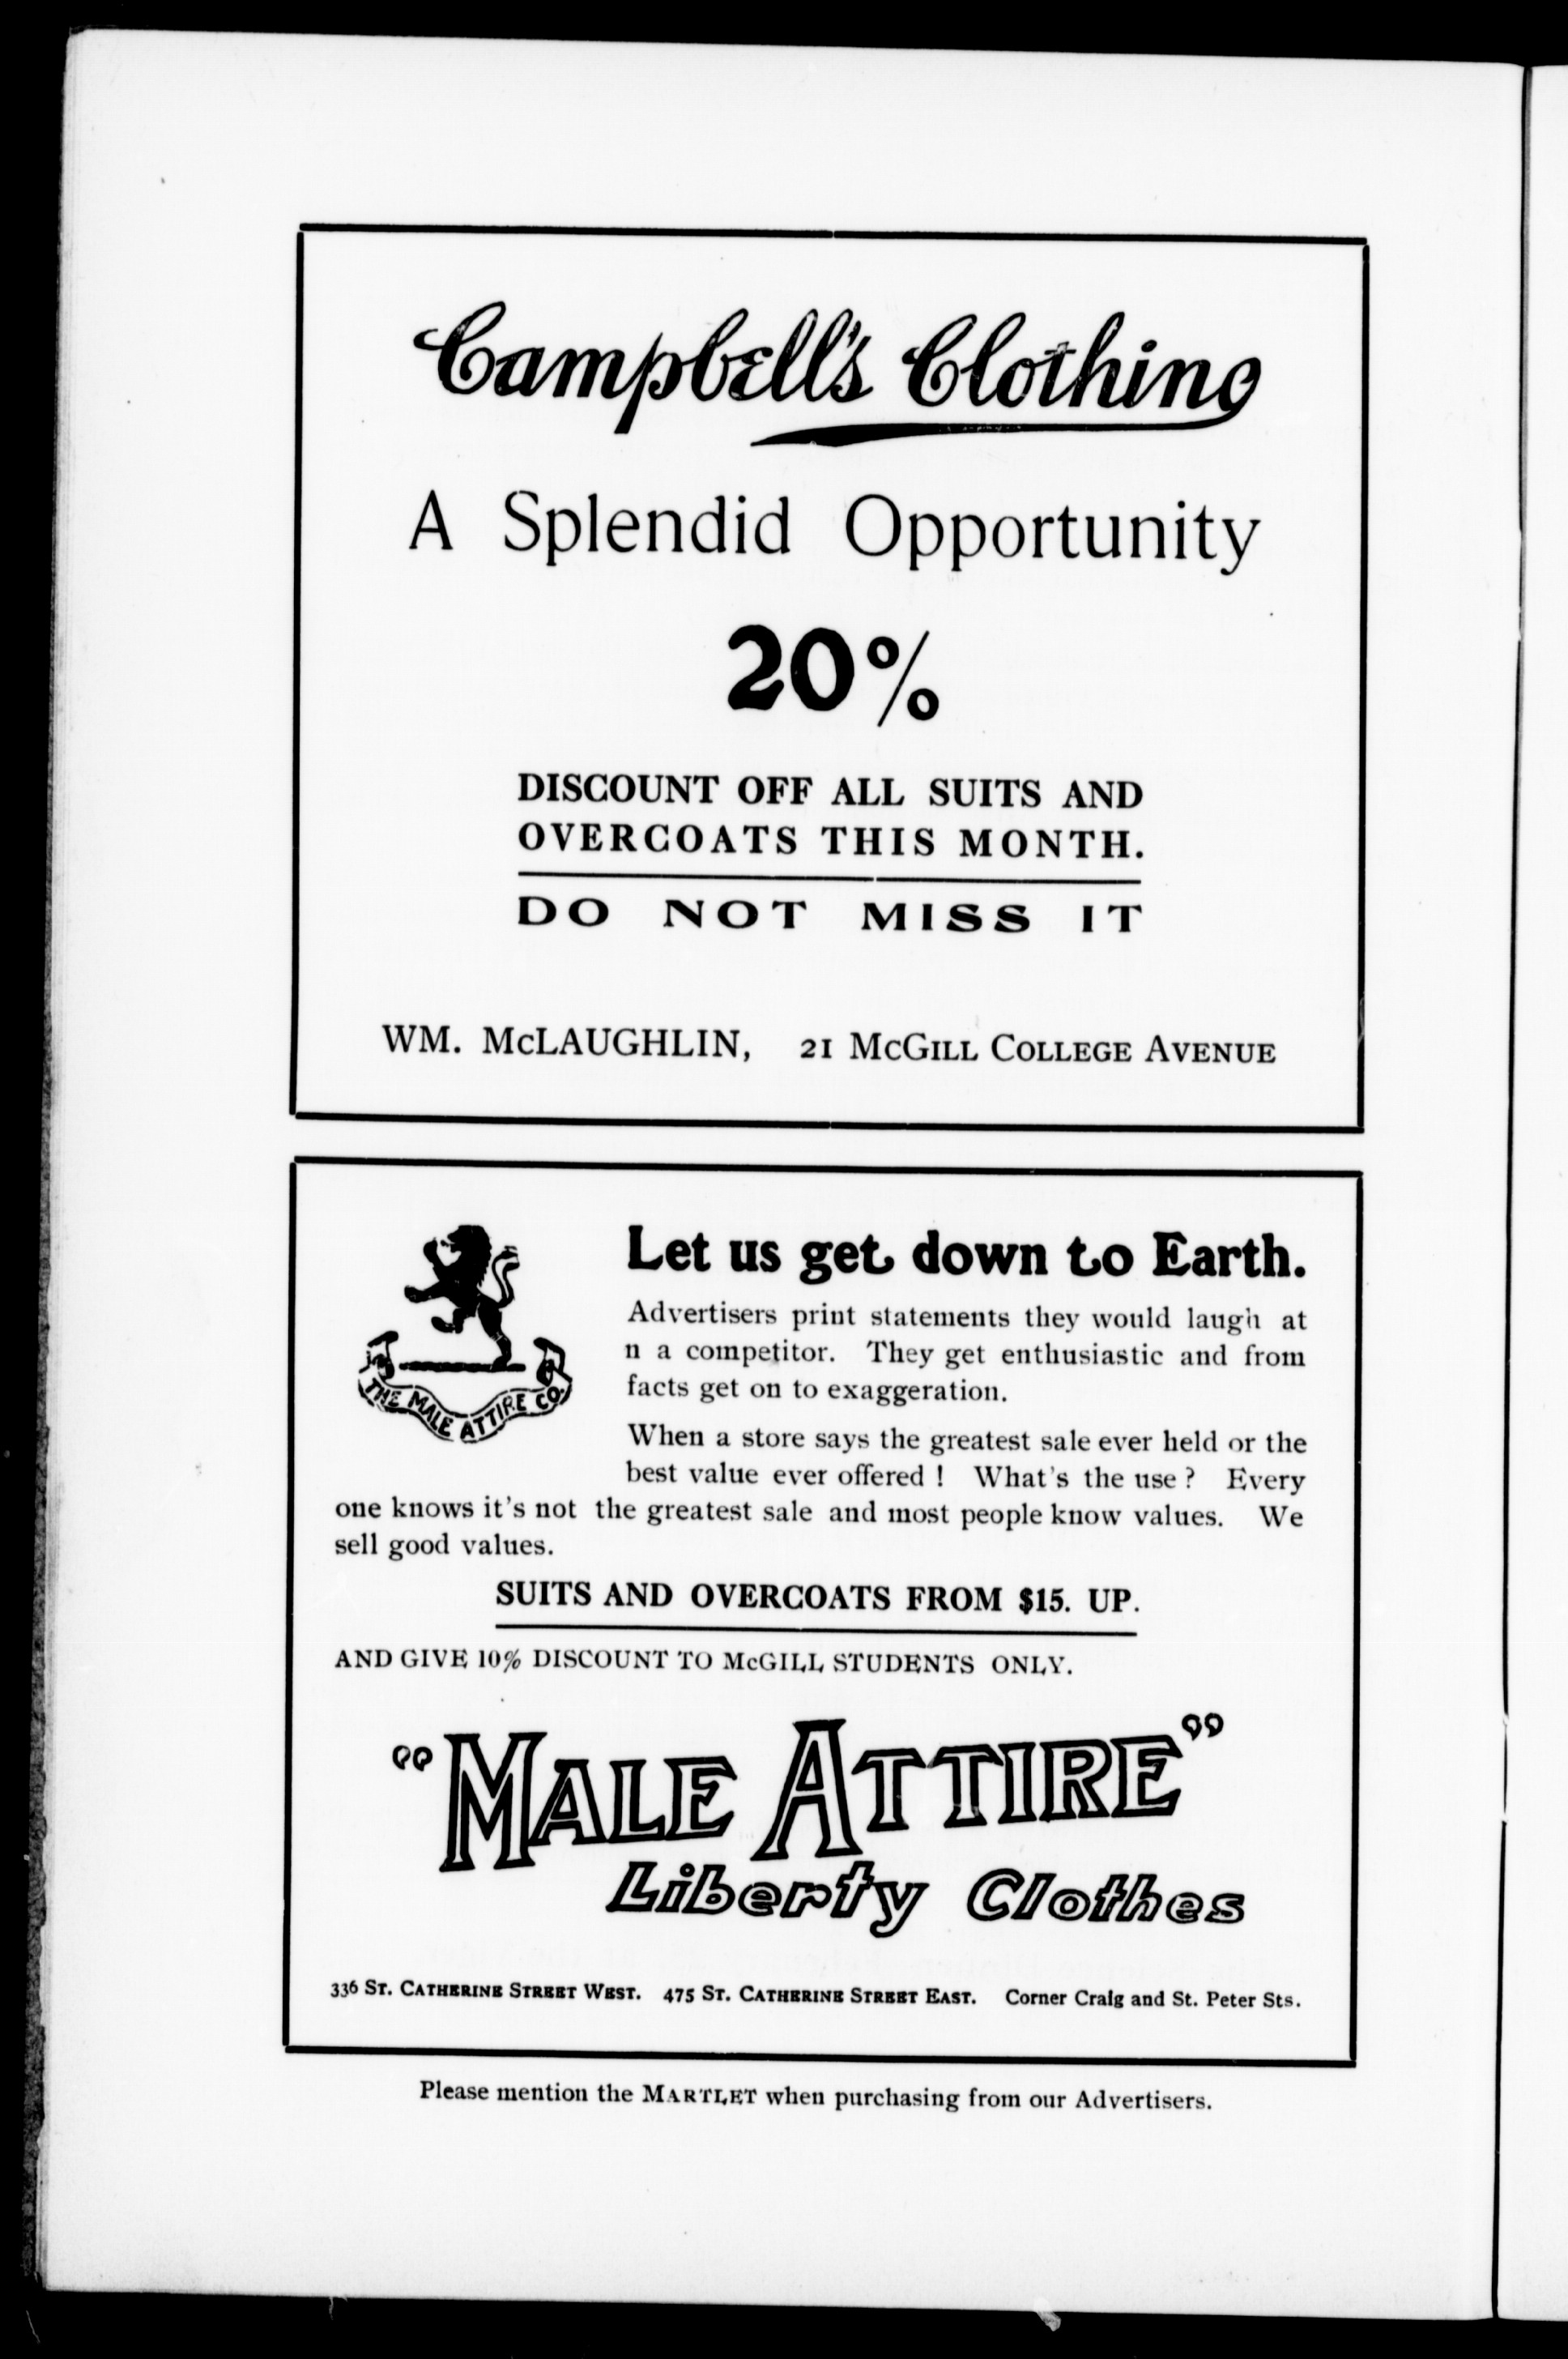 Campbell's Clothing
A Splendid Opportunity
20%
DISCOUNT OFF ALL SUITS AND
OVERCOATS THIS MONTH.
DO NOT MISS IT
WM. McLAUGHLIN, 21 McGILL COLLEGE AVENUE
THE MALE ATTIRE CO.
Let us get down to Earth.
Advertisers print statements they would laugh at
n a competitor. They get enthusiastic and from
facts get on to exaggeration.
When a store says the greatest sale ever held or the
best value ever offered ! What's the use ? Every
one knows it's not the greatest sale and most people know values. We
sell good values.
SUITS AND OVERCOATS FROM $15. UP.
AND GIVE 10% DISCOUNT TO McGILL STUDENTS ONLY.
"MALE ATTIRE"
Liberty Clothes
336 ST. CATHERINE STREET WEST. 475 ST. CATHERINE STREET EAST. Corner Craig and St. Peter Sts.
Please mention the MARTLET when purchasing from our Advertisers.